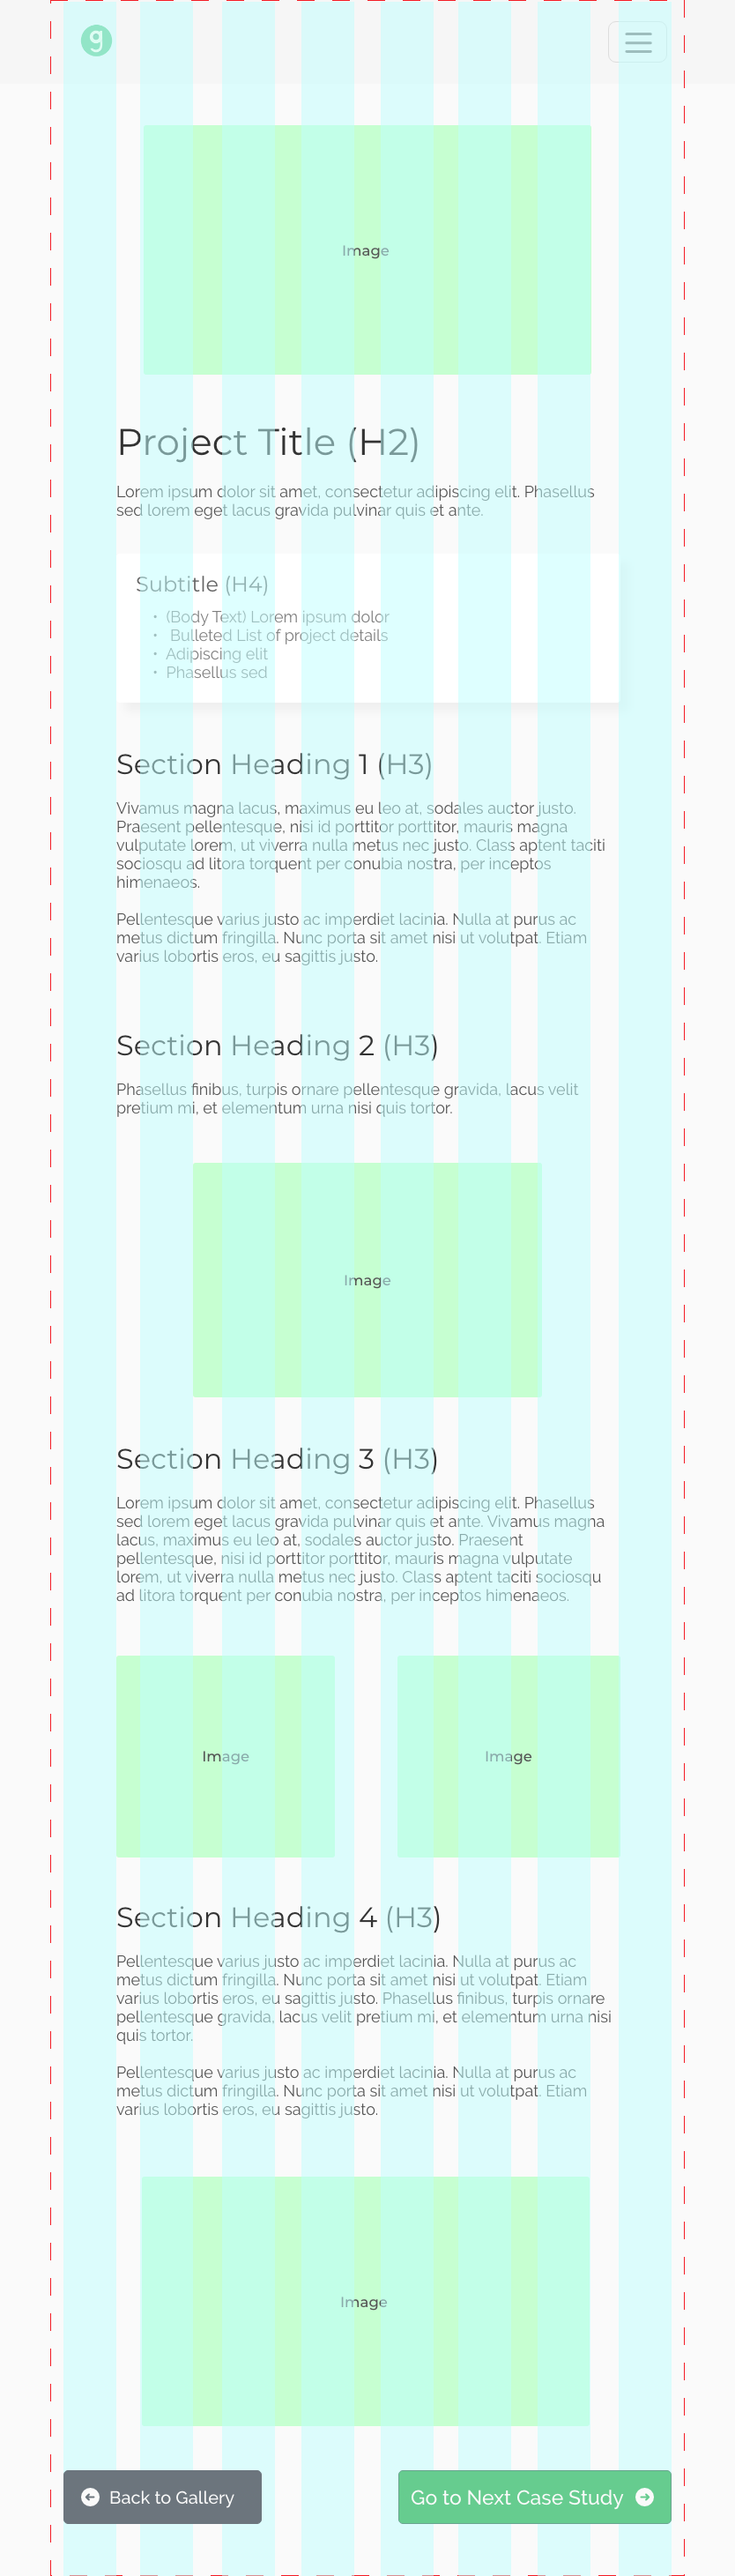 g
Image
Project Title (H2)
Lorem ipsum dolor sit amet, consectetur adipiscing elit. Phasellus
sed lorem eget lacus gravida pulvinar quis et ante.
Subtitle (H4)
• (Body Text) Lorem ipsum dolor
• Bulleted List of project details
• Adipiscing elit
• Phasellus sed
Section Heading 1 (H3)
Vivamus magna lacus, maximus eu leo at, sodales auctor justo.
Praesent pellentesque, nisi id porttitor porttitor, mauris magna
vulputate lorem, ut viverra nulla metus nec justo. Class aptent taciti
sociosqu ad litora torquent per conubia nostra, per inceptos
himenaeos.
Pellentesque varius justo ac imperdiet lacinia. Nulla at purus ac
metus dictum fringilla. Nunc porta sit amet nisi ut volutpat. Etiam
varius lobortis eros, eu sagittis justo.
Section Heading 2 (H3)
Phasellus finibus, turpis ornare pellentesque gravida, lacus velit
pretium mi, et elementum urna nisi quis tortor.
Image
Section Heading 3 (H3)
Lorem ipsum dolor sit amet, consectetur adipiscing elit. Phasellus
sed lorem eget lacus gravida pulvinar quis et ante. Vivamus magna
lacus, maximus eu leo at, sodales auctor justo. Praesent
pellentesque, nisi id porttitor porttitor, mauris magna vulputate
lorem, ut viverra nulla metus nec justo. Class aptent taciti sociosqu
ad litora torquent per conubia nostra, per inceptos himenaeos.
Image
Image
Section Heading 4 (H3)
Pellentesque varius justo ac imperdiet lacinia. Nulla at purus ac
metus dictum fringilla. Nunc porta sit amet nisi ut volutpat. Etiam
varius lobortis eros, eu sagittis justo. Phasellus finibus, turpis ornare
pellentesque gravida, lacus velit pretium mi, et elementum urna nisi
quis tortor.
Pellentesque varius justo ac imperdiet lacinia. Nulla at purus ac
metus dictum fringilla. Nunc porta sit amet nisi ut volutpat. Etiam
varius lobortis eros, eu sagittis justo.
Image
Back to Gallery
Go to Next Case Study